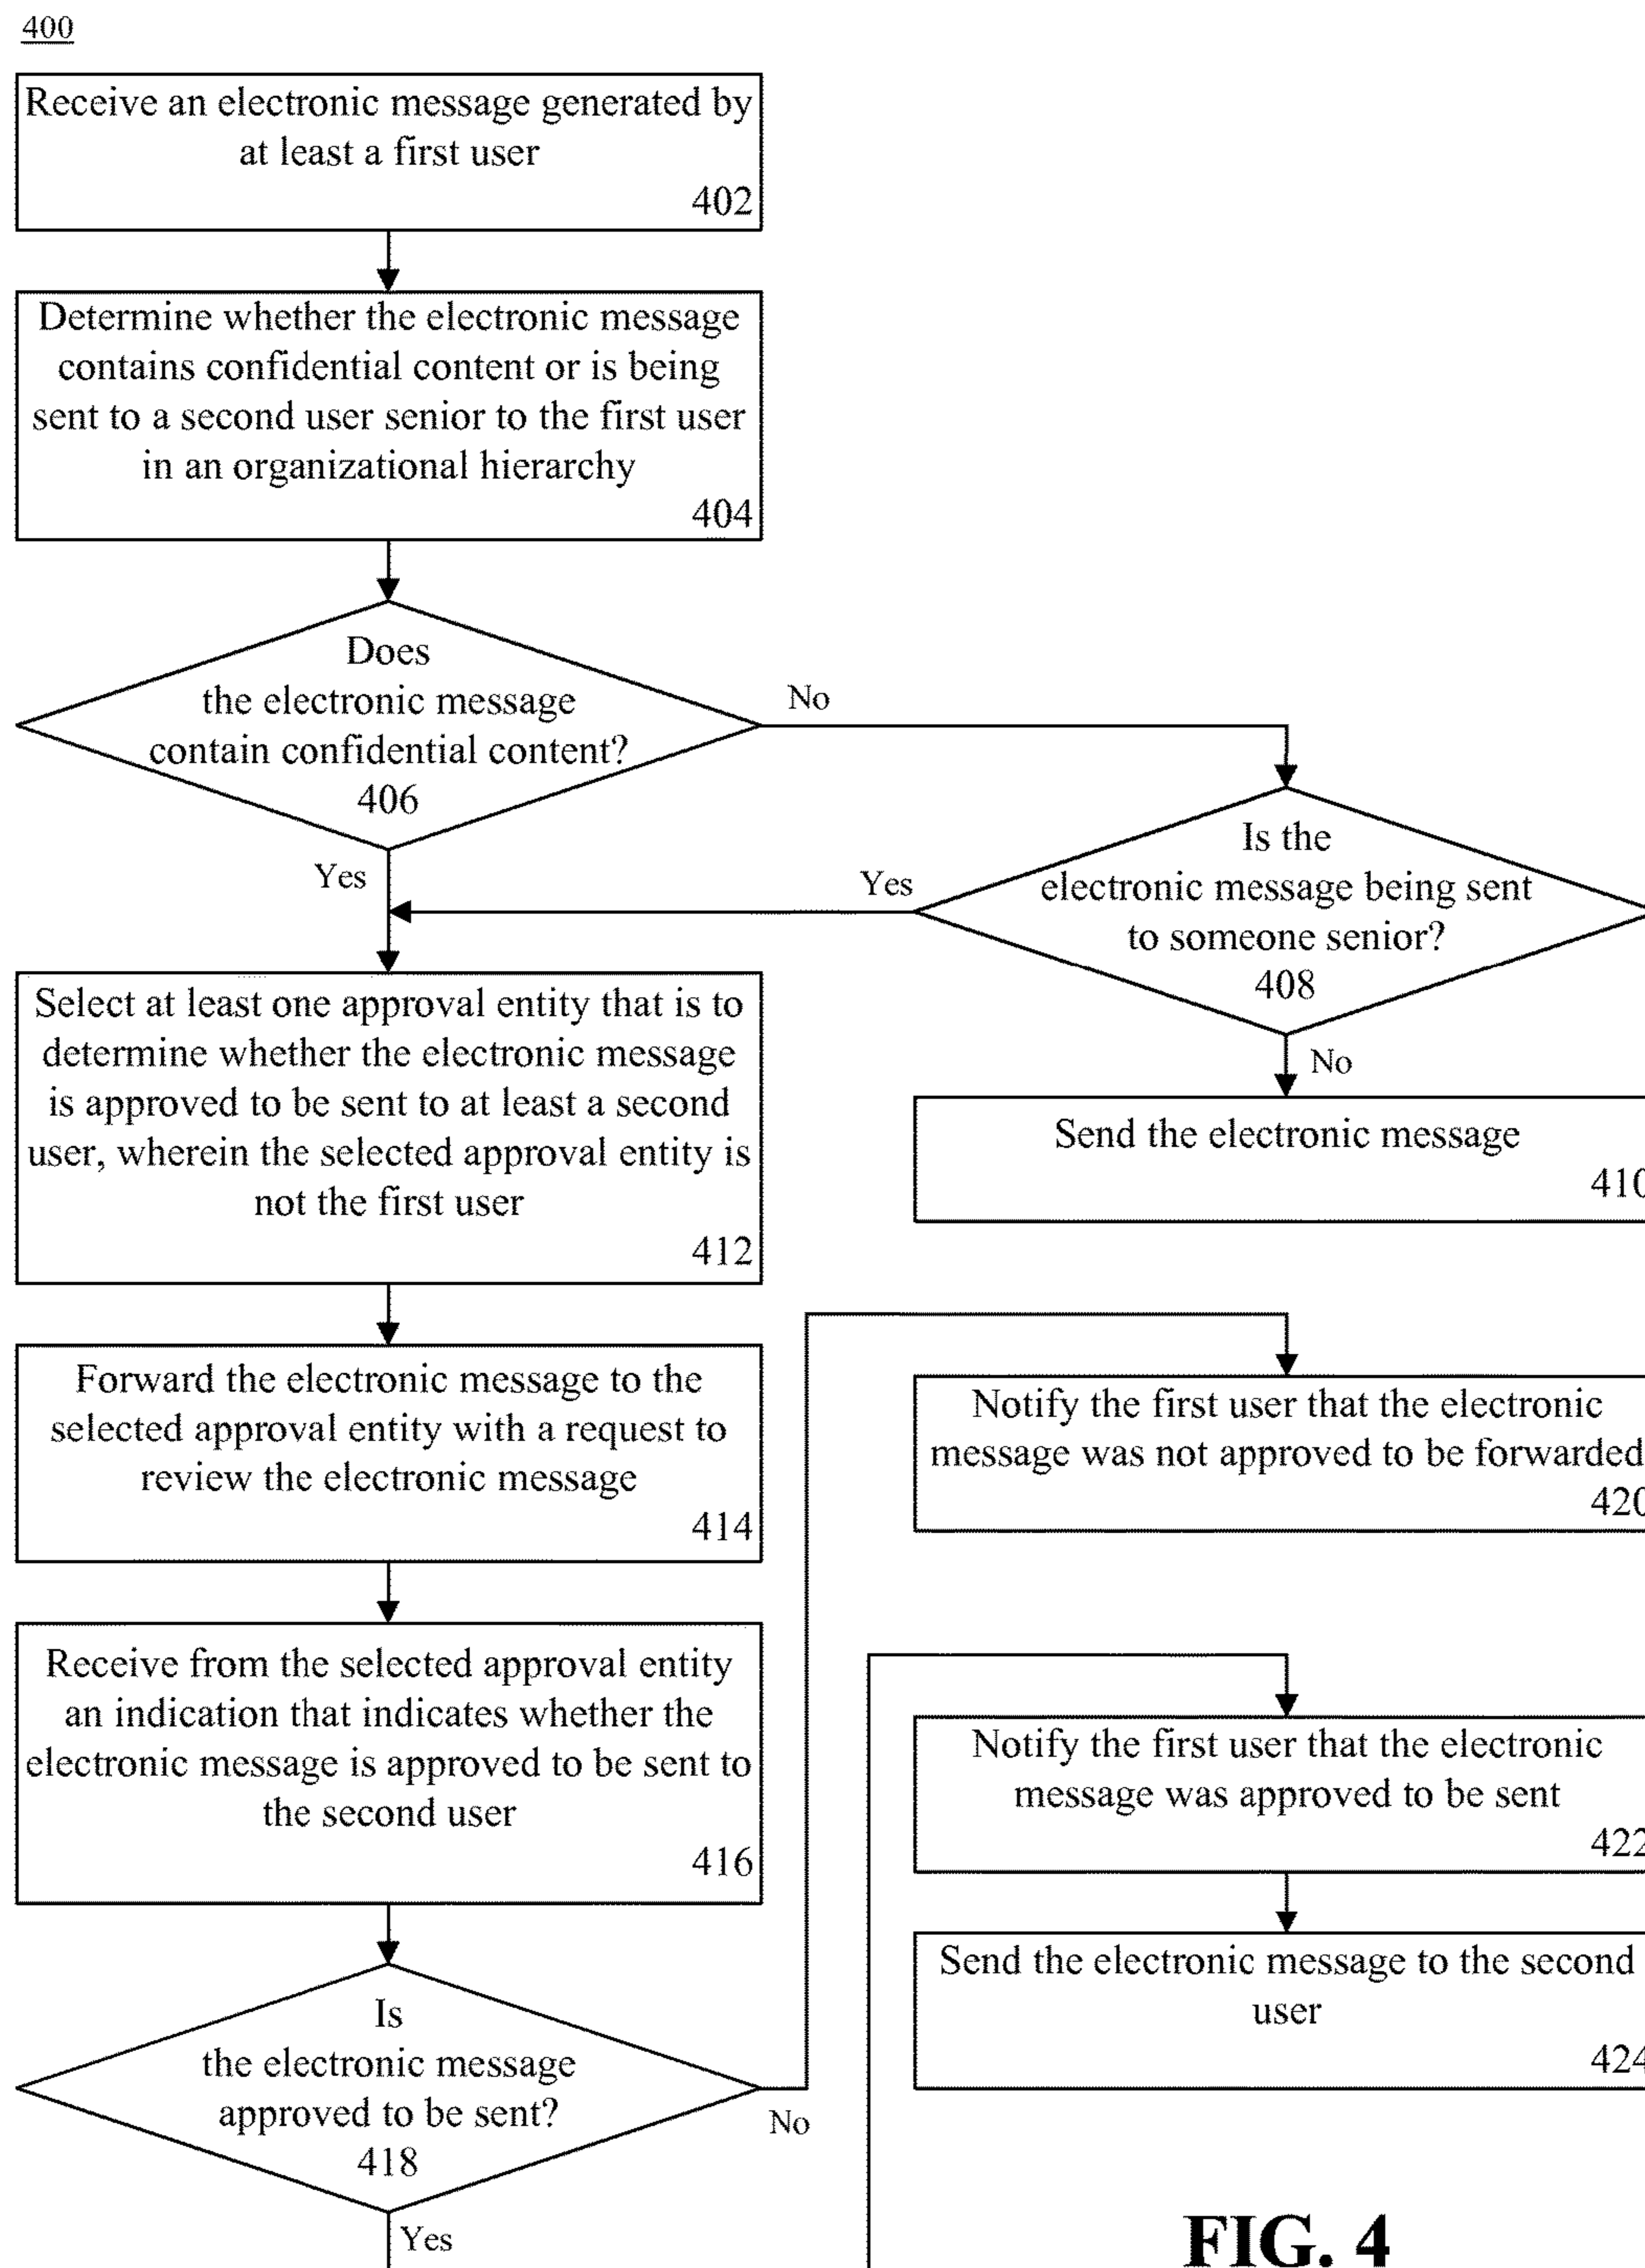 400
Receive an electronic message generated by
at least a first user
402
Determine whether the electronic message
contains confidential content or is being
sent to a second user senior to the first user
in an organizational hierarchy
404
Does
the electronic message
contain confidential content?
406
No
Yes
Is the
electronic message being sent
to someone senior?
408
Yes
No
Send the electronic message
410
Select at least one approval entity that is to
determine whether the electronic message
is approved to be sent to at least a second
user, wherein the selected approval entity is
not the first user
412
Forward the electronic message to the
selected approval entity with a request to
review the electronic message
414
Receive from the selected approval entity
an indication that indicates whether the
electronic message is approved to be sent to
the second user
416
Is
the electronic message
approved to be sent?
418
No
Yes
Notify the first user that the electronic
message was not approved to be forwarded
420
Notify the first user that the electronic
message was approved to be sent
422
Send the electronic message to the second
user
424
FIG. 4